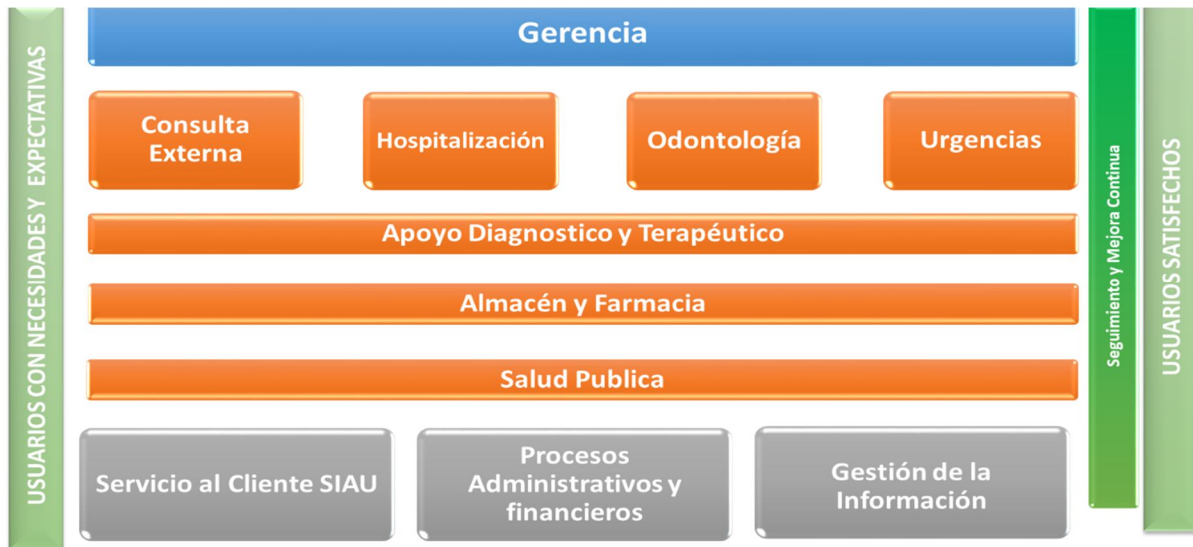 USUARIOS CON NECESIDADES Y EXPECTATIVAS
Gerencia
Consulta
Externa
Hospitalización
Odontología
Urgencias
Apoyo Diagnostico y Terapéutico
Almacén y Farmacia
Salud Publica
Servicio al Cliente SIAU
Procesos
Administrativos y
financieros
Gestión de la
Información
Seguimiento y Mejora Continua
USUARIOS SATISFECHOS